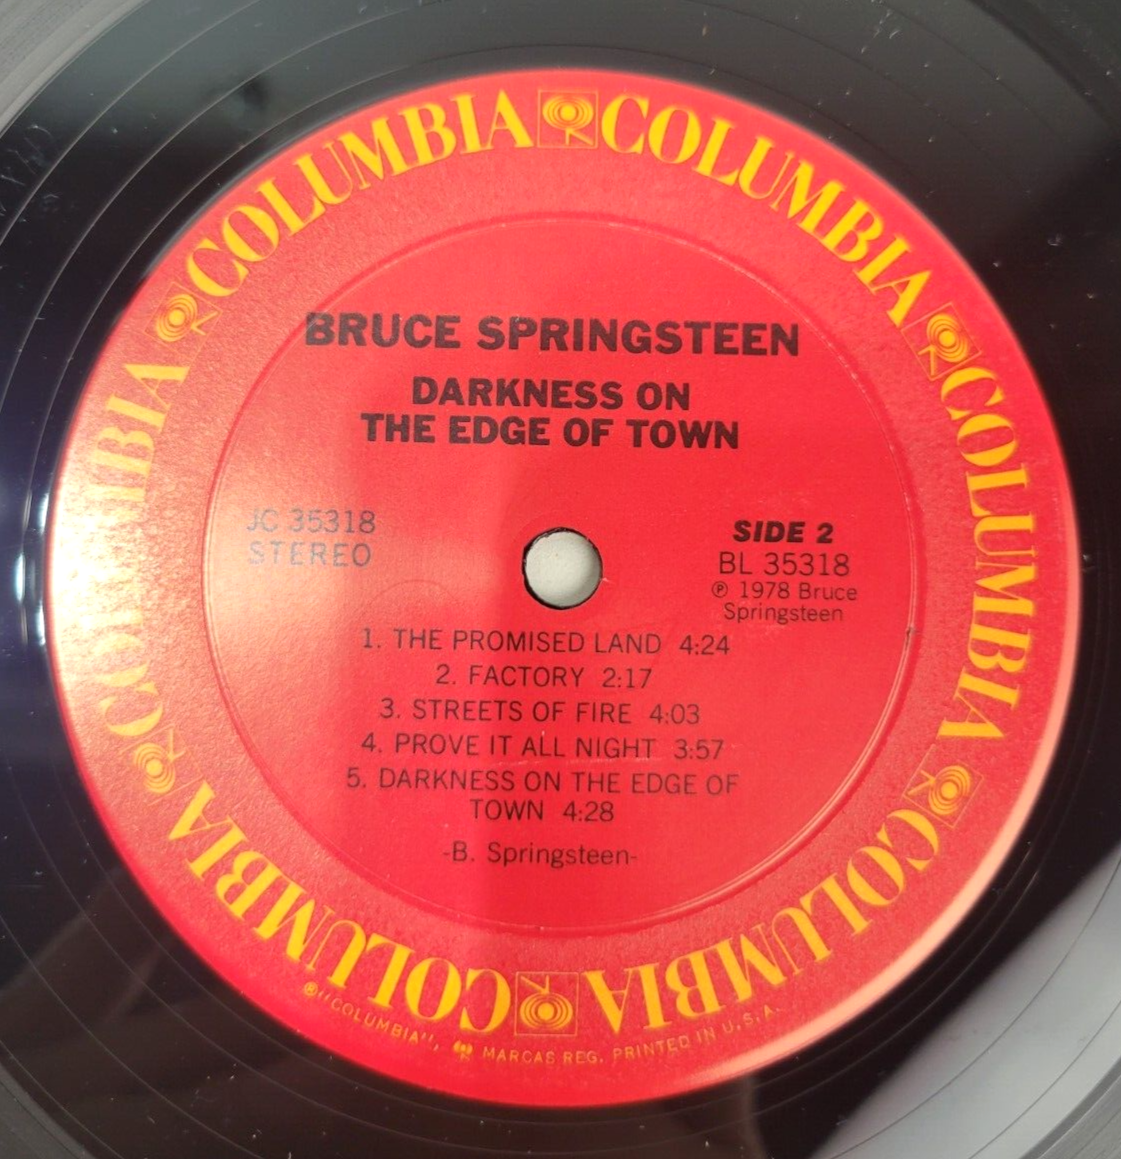 COLUMBIA COLUMBIA COLUMBIA COLUMBIA COLUMBIA COLUMBIA COLUMBIA COLUMBIA
BRUCE SPRINGSTEEN
DARKNESS ON
THE EDGE OF TOWN
JC 35318
STEREO
SIDE 2
BL 35318
℗ 1978 Bruce
Springsteen
1. THE PROMISED LAND 4:24
2. FACTORY 2:17
3. STREETS OF FIRE 4:03
4. PROVE IT ALL NIGHT 3:57
5. DARKNESS ON THE EDGE OF
TOWN 4:28
-B. Springsteen-
®"COLUMBIA", MARCAS REG. PRINTED IN U.S.A.